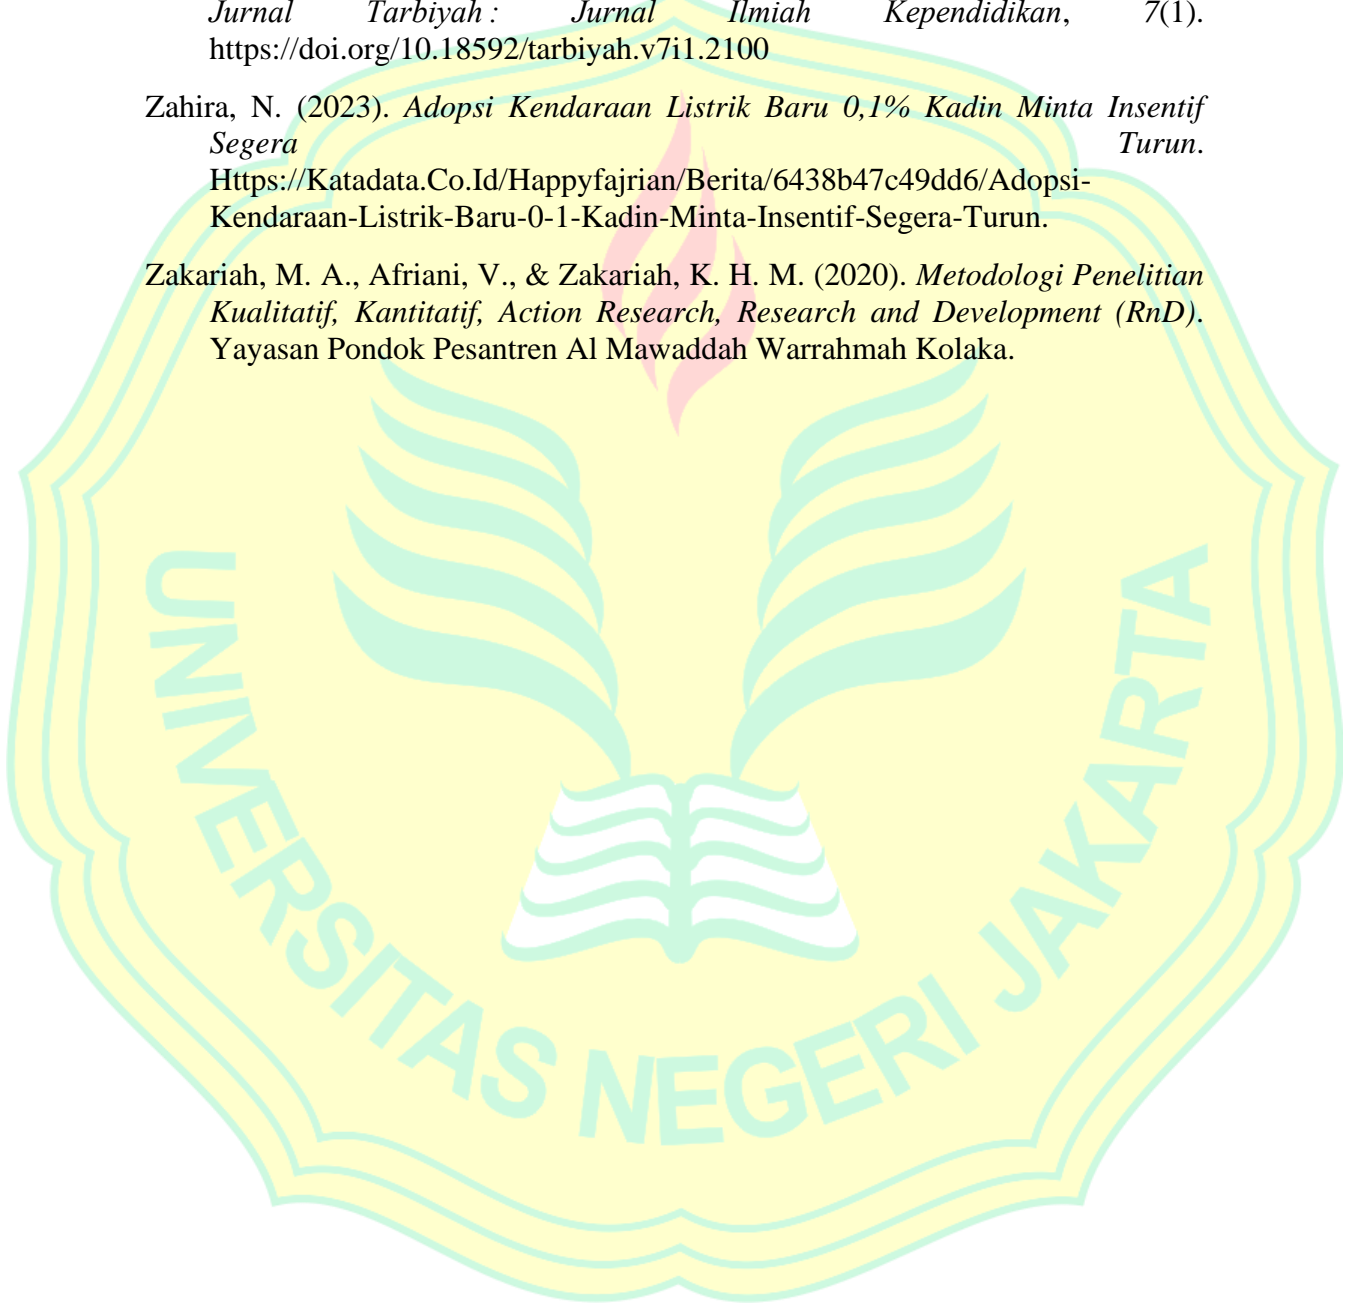 Jurnal Tarbiyah : Jurnal Ilmiah Kependidikan, 7(1).
https://doi.org/10.18592/tarbiyah.v7i1.2100
Zahira, N. (2023). Adopsi Kendaraan Listrik Baru 0,1% Kadin Minta Insentif
Segera Turun.
Https://Katadata.Co.Id/Happyfajrian/Berita/6438b47c49dd6/Adopsi-
Kendaraan-Listrik-Baru-0-1-Kadin-Minta-Insentif-Segera-Turun.
Zakariah, M. A., Afriani, V., & Zakariah, K. H. M. (2020). Metodologi Penelitian
Kualitatif, Kantitatif, Action Research, Research and Development (RnD).
Yayasan Pondok Pesantren Al Mawaddah Warrahmah Kolaka.
UNIVERSITAS NEGERI JAKARTA